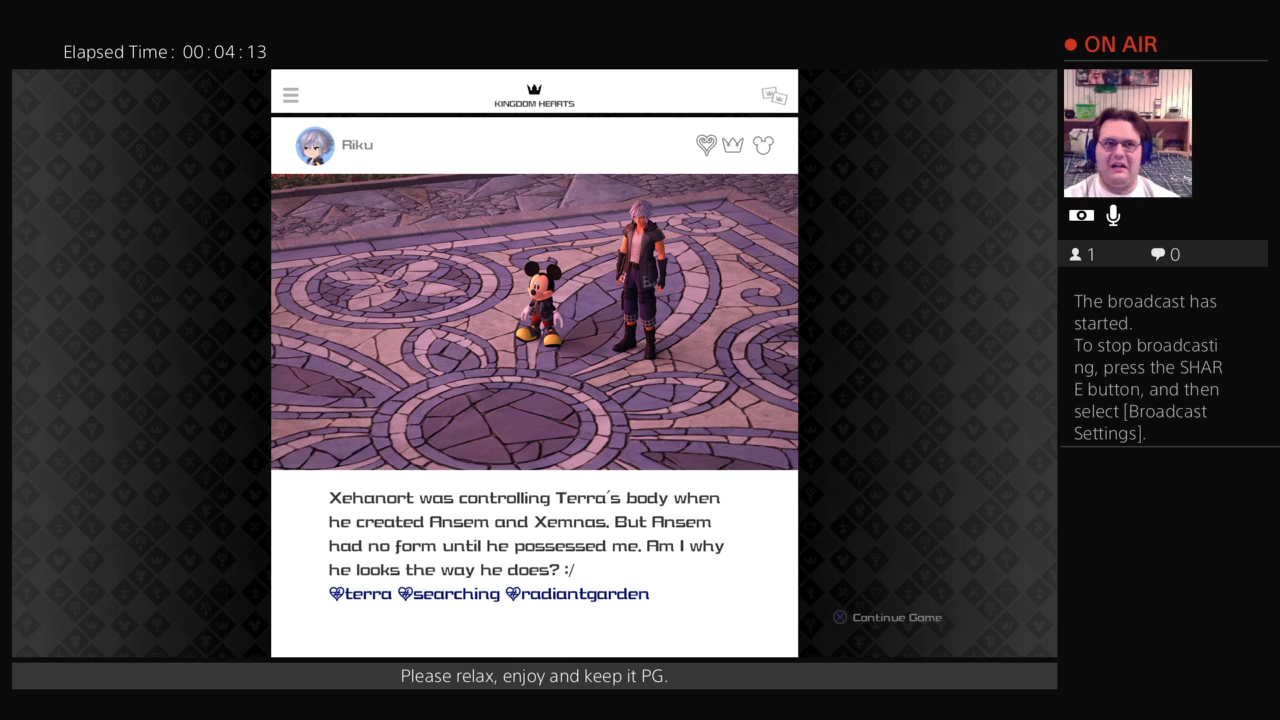 Elapsed Time: 00:04:13
ON AIR
KINGDOM HEARTS
Riku
Xehanort was controlling Terra's body when
he created Ansem and Xemnas. But Ansem
had no form until he possessed me. Am I why
he looks the way he does? :/
terra searching radiantgarden
Continue Game
Please relax, enjoy and keep it PG.
1 0
The broadcast has
started.
To stop broadcasti
ng, press the SHAR
E button, and then
select [Broadcast
Settings].